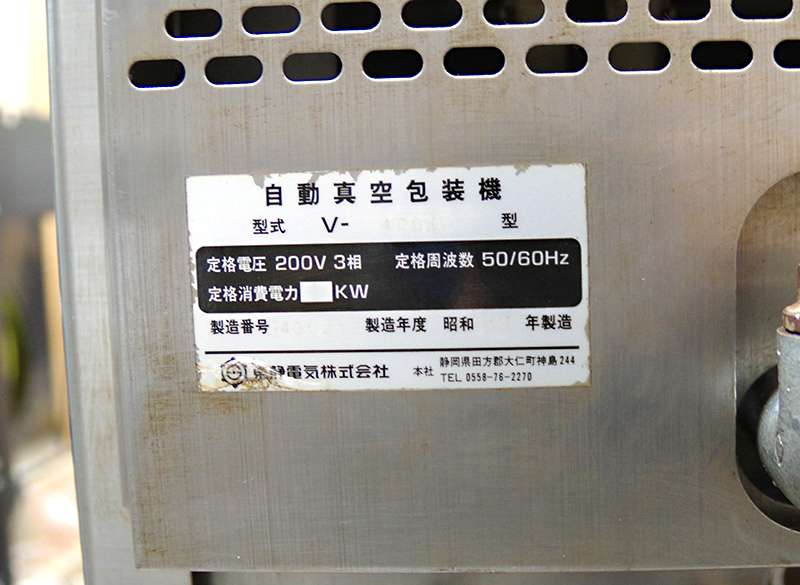 自動真空包装機
型式 V- 型
定格電圧 200V 3相 定格周波数 50/60Hz
定格消費電力 KW
製造番号 製造年度 昭和 年製造
東静電気株式会社 本社 静岡県田方郡大仁町神島244
TEL 0558-76-2270